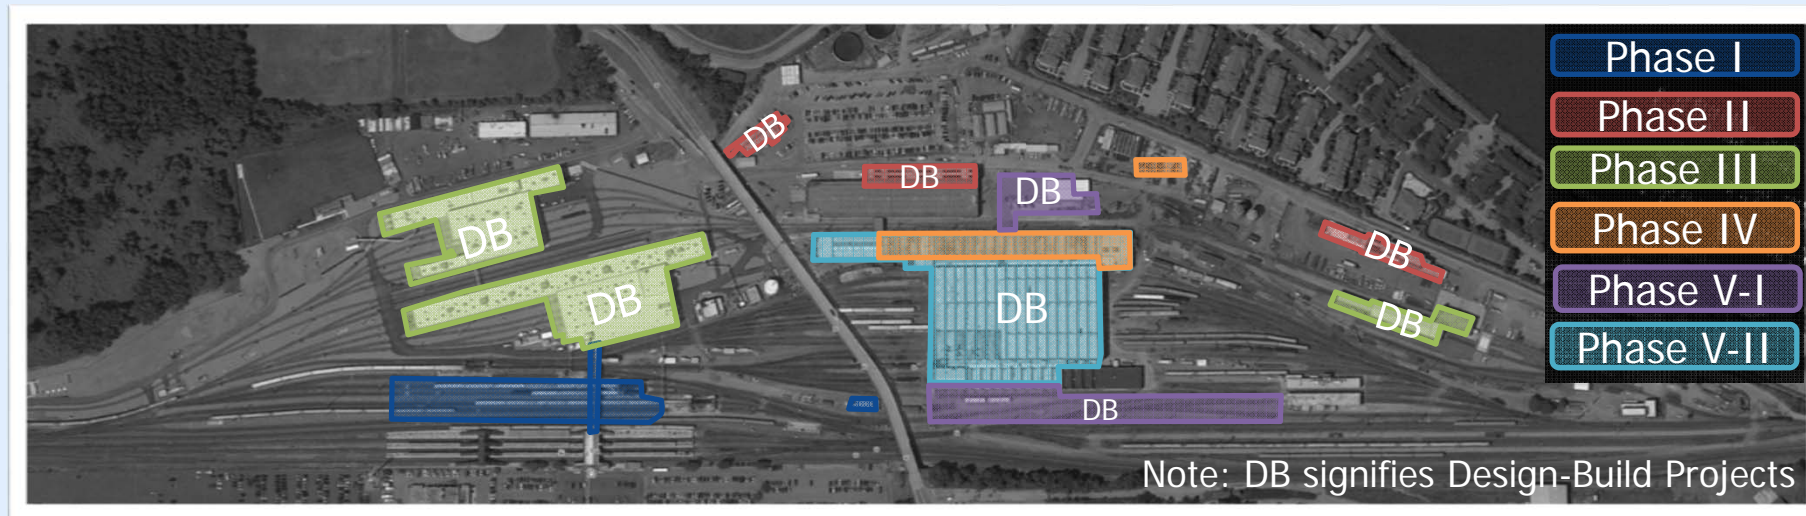 Phase I
Phase II
Phase III
Phase IV
Phase V-I
Phase V-II
DB
DB
DB
DB
DB
DB
DB
DB
DB
Note: DB signifies Design-Build Projects